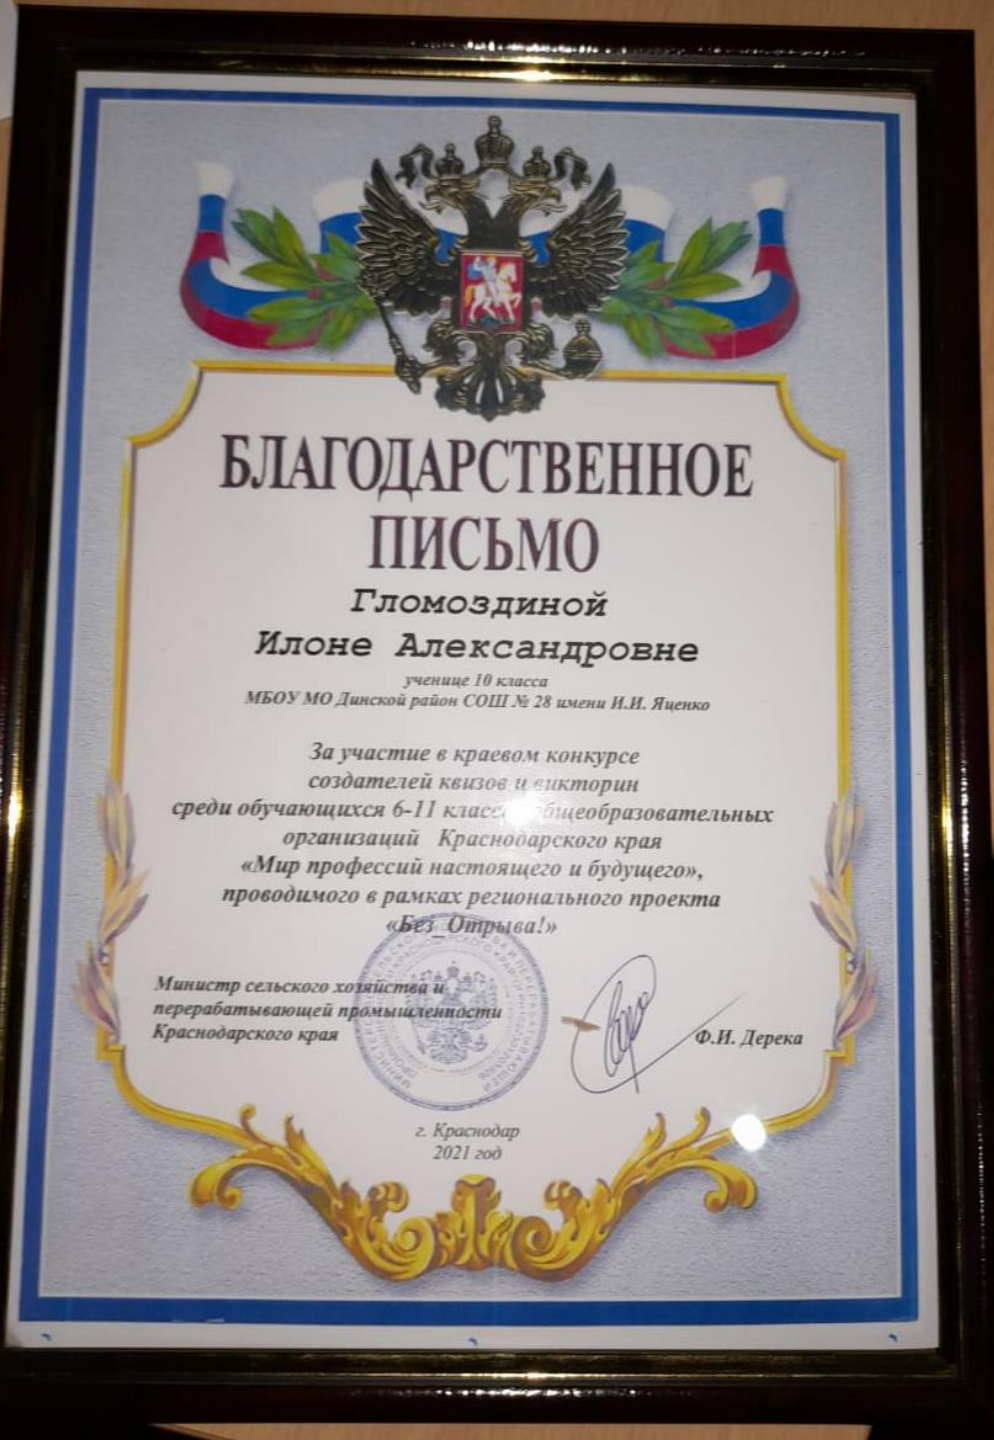 БЛАГОДАРСТВЕННОЕ
ПИСЬМО
Гломоздиной
Илоне Александровне
ученице 10 класса
МБОУ МО Динской район СОШ № 28 имени И.И. Яценко
За участие в краевом конкурсе
создателей квизов и викторин
среди обучающихся 6-11 классов общеобразовательных
организаций Краснодарского края
«Мир профессий настоящего и будущего»,
проводимого в рамках регионального проекта
«Без_Отрыва!»
Министр сельского хозяйства и
перерабатывающей промышленности
Краснодарского края
Ф.И. Дерека
г. Краснодар
2021 год